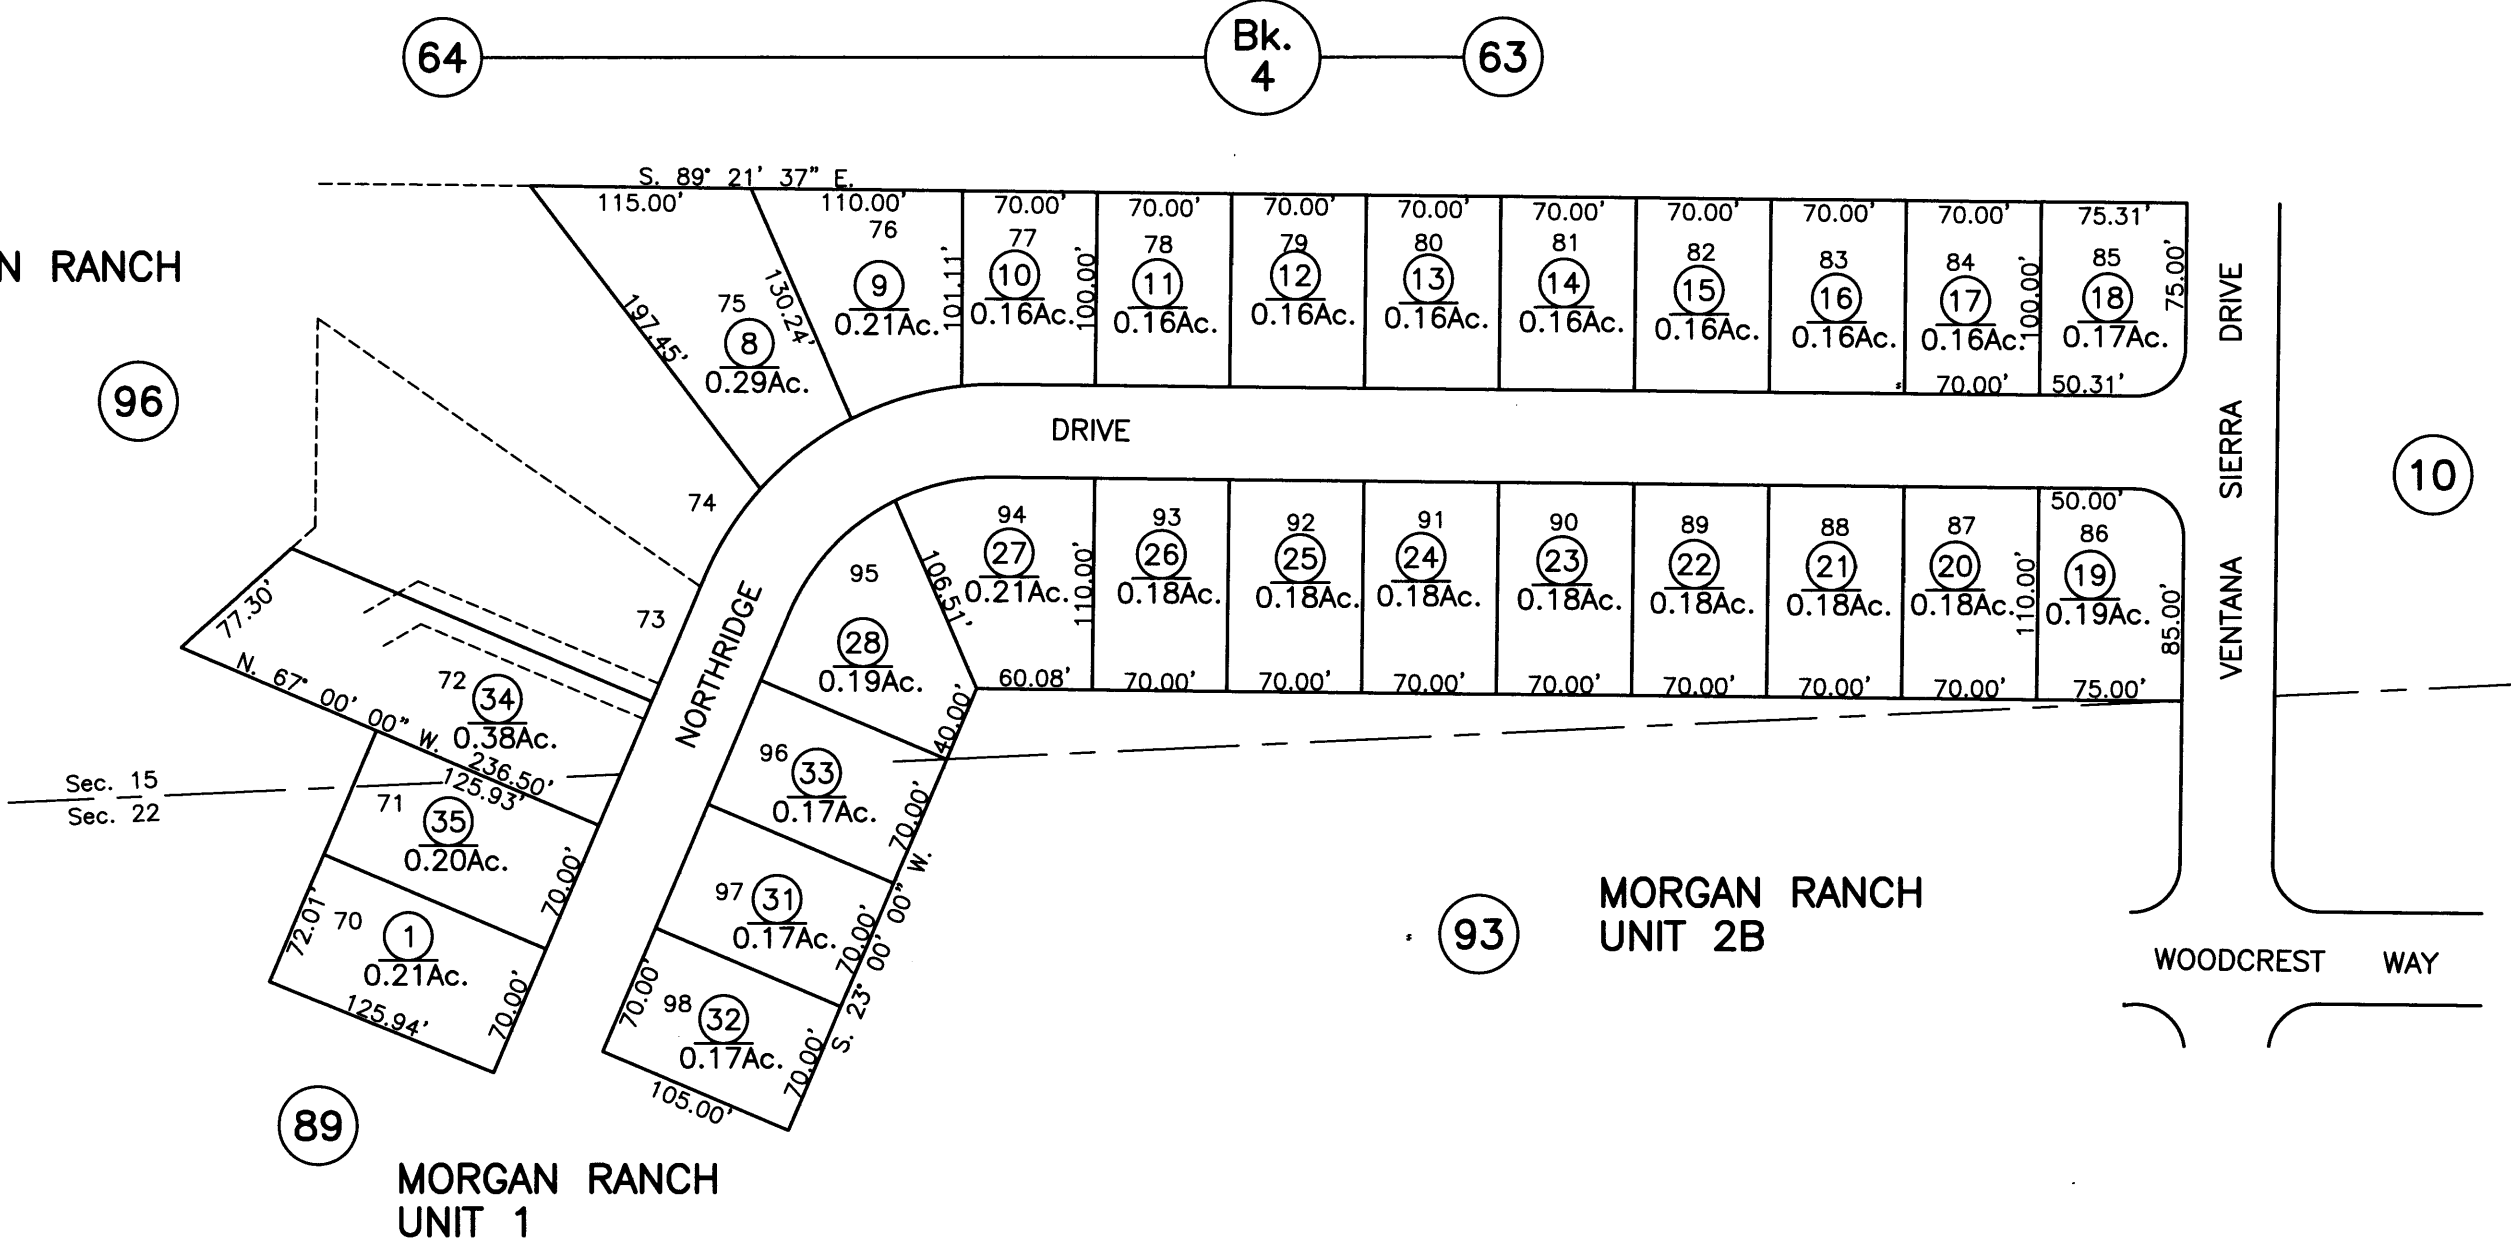 64
Bk.
4
63
S. 89° 21' 37" E.
115.00'
110.00'
70.00'
70.00'
70.00'
70.00'
70.00'
70.00'
70.00'
70.00'
75.31'
N RANCH
96
197.45'
75
8
0.29Ac.
130.24'
76
9
0.21Ac.
101.11'
77
10
0.16Ac.
100.00'
78
11
0.16Ac.
79
12
0.16Ac.
80
13
0.16Ac.
81
14
0.16Ac.
82
15
0.16Ac.
83
16
0.16Ac.
84
17
0.16Ac.
100.00'
70.00'
85
18
0.17Ac.
75.00'
50.31'
DRIVE
VENTANA SIERRA DRIVE
10
74
73
77.30'
N. 67° 00' 00" W.
72
34
0.38Ac.
236.50'
125.93'
NORTHRIDGE
95
28
0.19Ac.
106.51'
94
27
0.21Ac.
110.00'
60.08'
93
26
0.18Ac.
70.00'
92
25
0.18Ac.
70.00'
91
24
0.18Ac.
70.00'
90
23
0.18Ac.
70.00'
89
22
0.18Ac.
70.00'
88
21
0.18Ac.
70.00'
87
20
0.18Ac.
70.00'
110.00'
50.00'
86
19
0.19Ac.
85.00'
75.00'
Sec. 15
Sec. 22
71
35
0.20Ac.
70.00'
72.01'
70
1
0.21Ac.
70.00'
125.94'
40.00'
96
33
0.17Ac.
70.00'
97
31
0.17Ac.
70.00'
S. 23° 00' 00" W.
70.00'
98
32
0.17Ac.
70.00'
105.00'
93
MORGAN RANCH
UNIT 2B
WOODCREST WAY
89
MORGAN RANCH
UNIT 1